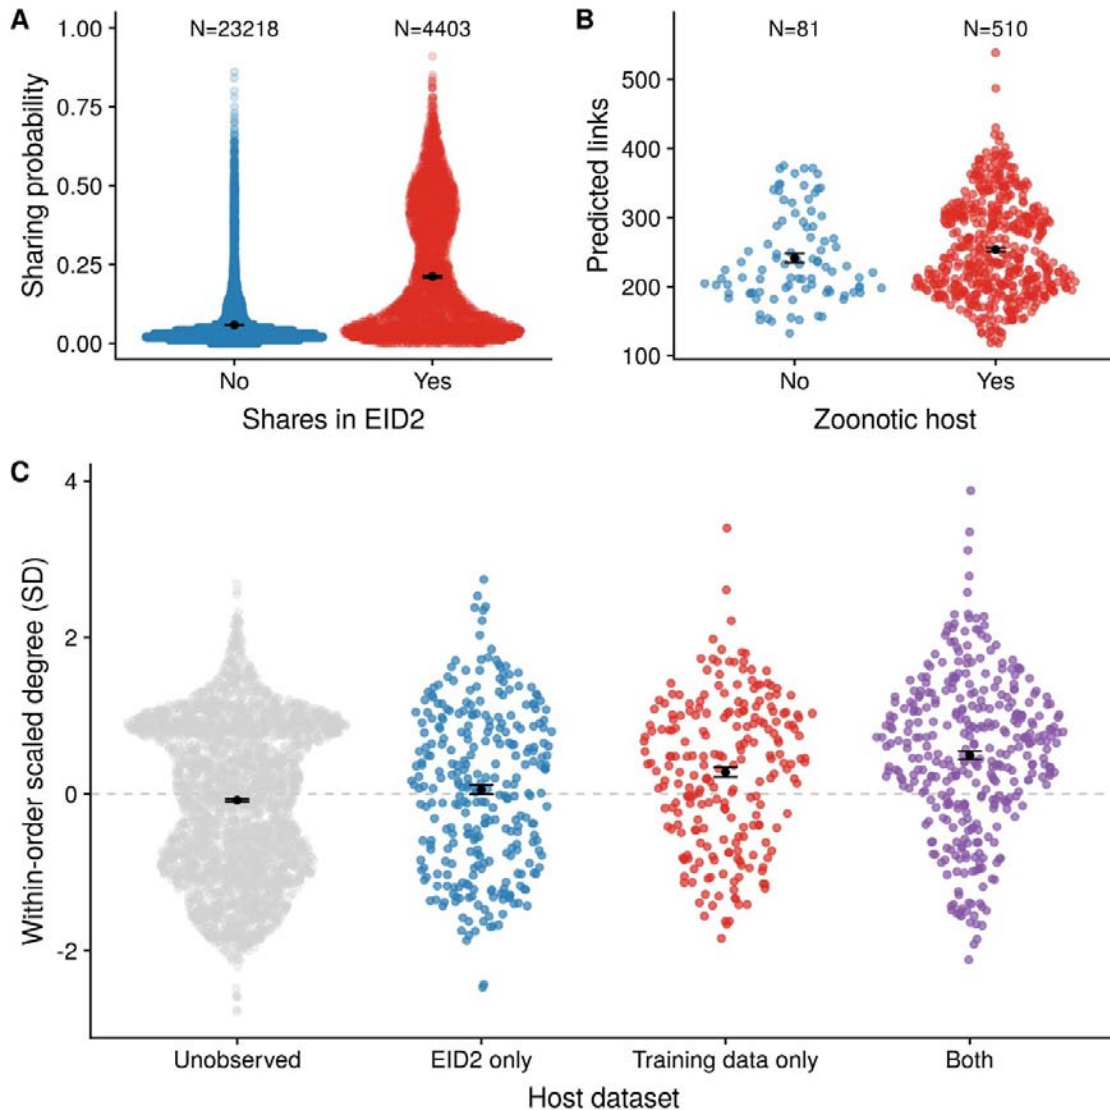 A
N=23218
N=4403
1.00
0.75
0.50
0.25
0.00
Sharing probability
No
Yes
Shares in EID2
B
N=81
N=510
500
400
300
200
100
Predicted links
No
Yes
Zoonotic host
C
4
2
0
-2
Within-order scaled degree (SD)
Unobserved
EID2 only
Training data only
Both
Host dataset